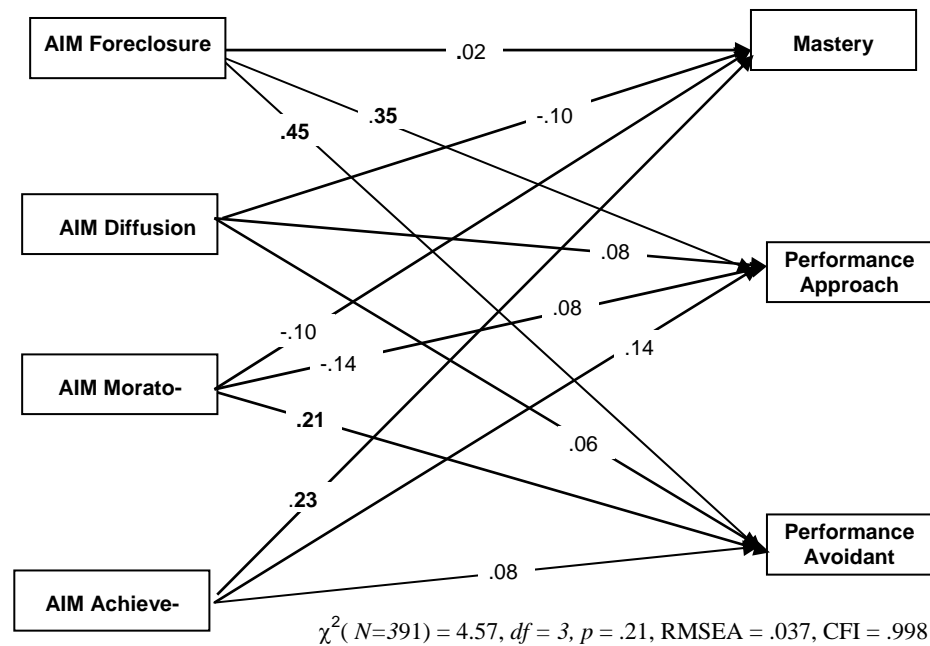 AIM Foreclosure
.02
Mastery
.45
.35
-.10
AIM Diffusion
.08
Performance
Approach
-.10
-.14
.08
.14
AIM Morato-
.21
.06
.23
Performance
Avoidant
AIM Achieve-
.08
χ²( N=391) = 4.57, df = 3, p = .21, RMSEA = .037, CFI = .998